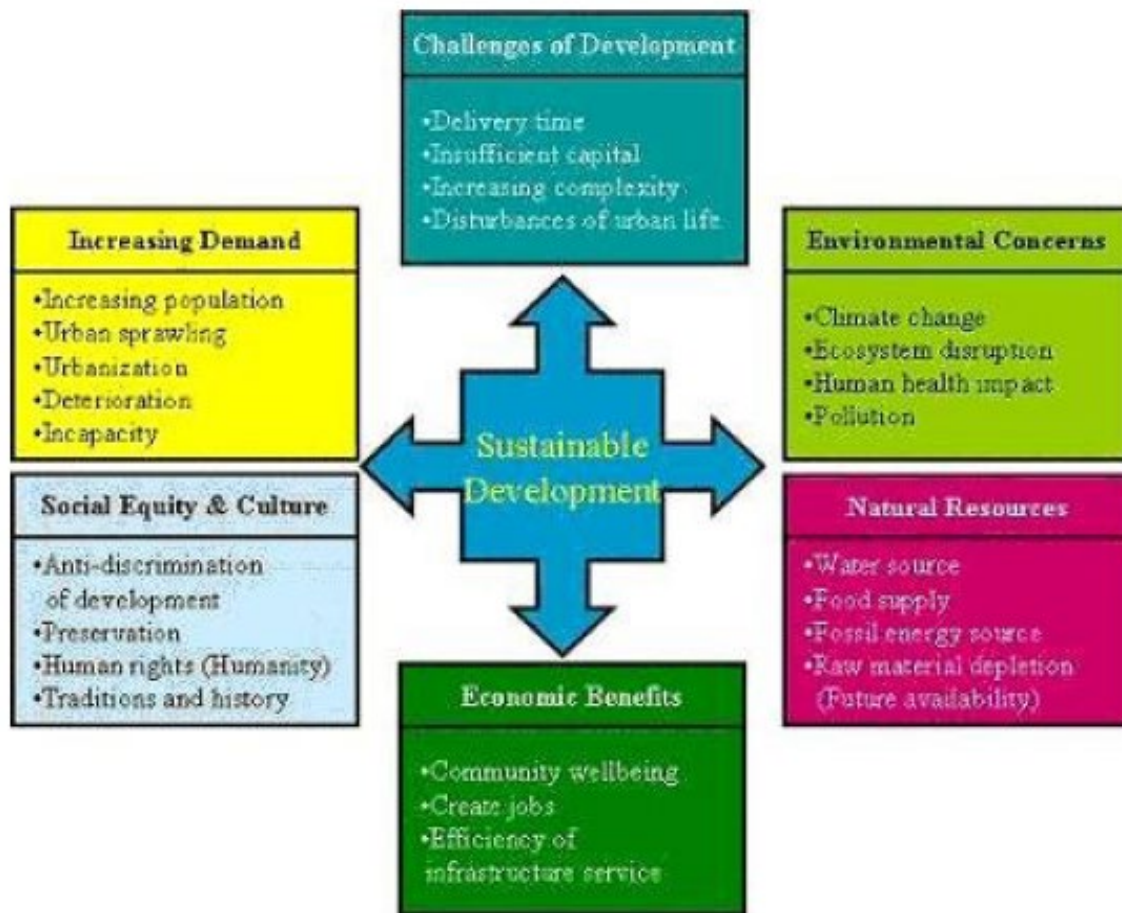 Challenges of Development
•Delivery time
•Insufficient capital
•Increasing complexity
•Disturbances of urban life
Increasing Demand
•Increasing population
•Urban sprawling
•Urbanization
•Deterioration
•Incapacity
Environmental Concerns
•Climate change
•Ecosystem disruption
•Human health impact
•Pollution
Sustainable
Development
Social Equity & Culture
•Anti-discrimination
of development
•Preservation
•Human rights (Humanity)
•Traditions and history
Natural Resources
•Water source
•Food supply
•Fossil energy source
•Raw material depletion
(Future availability)
Economic Benefits
•Community wellbeing
•Create jobs
•Efficiency of
infrastructure service